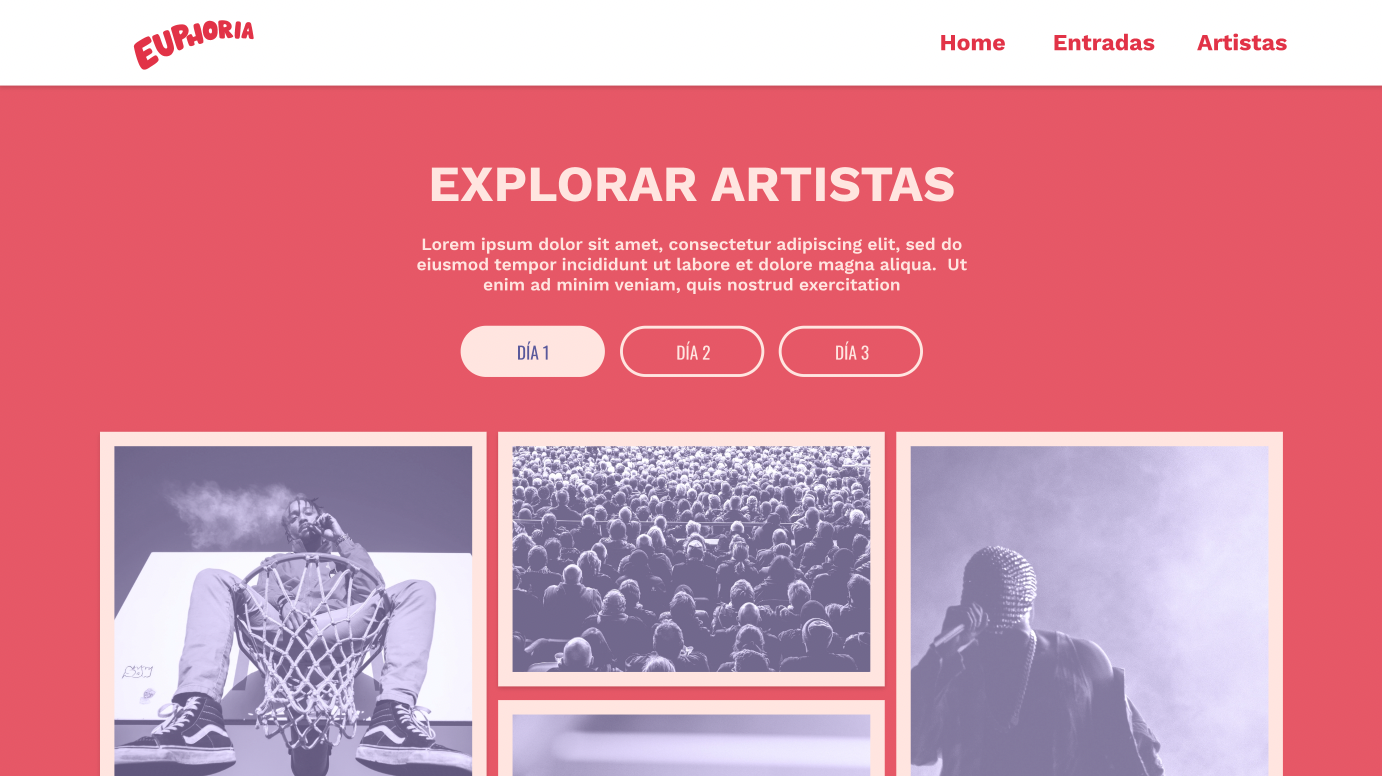 EUPHORIA
Home Entradas Artistas
EXPLORAR ARTISTAS
Lorem ipsum dolor sit amet, consectetur adipiscing elit, sed do
eiusmod tempor incididunt ut labore et dolore magna aliqua.  Ut
enim ad minim veniam, quis nostrud exercitation
DÍA 1 DÍA 2 DÍA 3